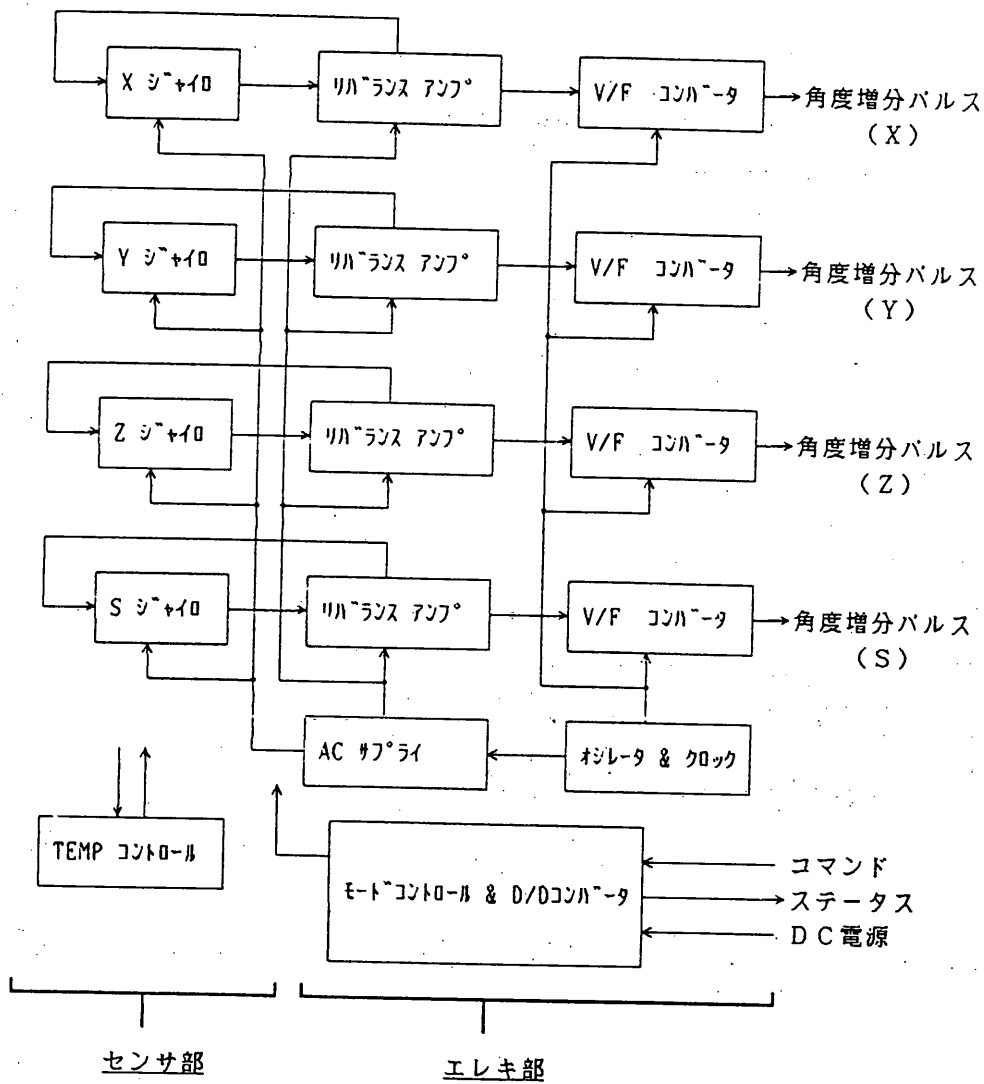 X ジャイロ
リバランス アンプ
V/F コンバータ
角度増分パルス
(X)
Y ジャイロ
リバランス アンプ
V/F コンバータ
角度増分パルス
(Y)
Z ジャイロ
リバランス アンプ
V/F コンバータ
角度増分パルス
(Z)
S ジャイロ
リバランス アンプ
V/F コンバータ
角度増分パルス
(S)
AC サプライ
オシレータ & クロック
TEMP コントロール
モードコントロール & D/Dコンバータ
コマンド
ステータス
DC電源
センサ部
エレキ部